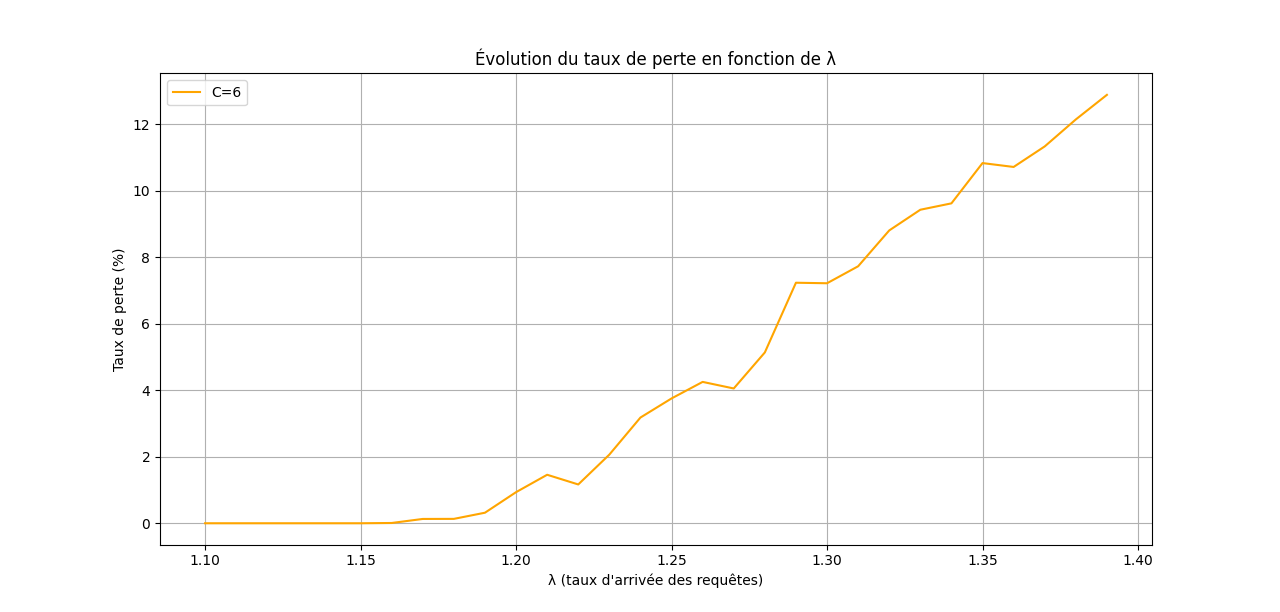 Évolution du taux de perte en fonction de λ
C=6
Taux de perte (%)
12
10
8
6
4
2
0
1.10 1.15 1.20 1.25 1.30 1.35 1.40
λ (taux d'arrivée des requêtes)